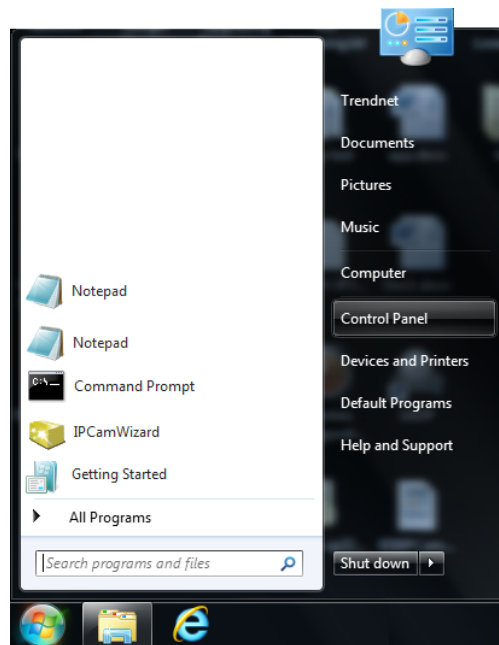 Notepad
Notepad
C:\_
Command Prompt
IPCamWizard
Getting Started
All Programs
Search programs and files
Trendnet
Documents
Pictures
Music
Computer
Control Panel
Devices and Printers
Default Programs
Help and Support
Shut down